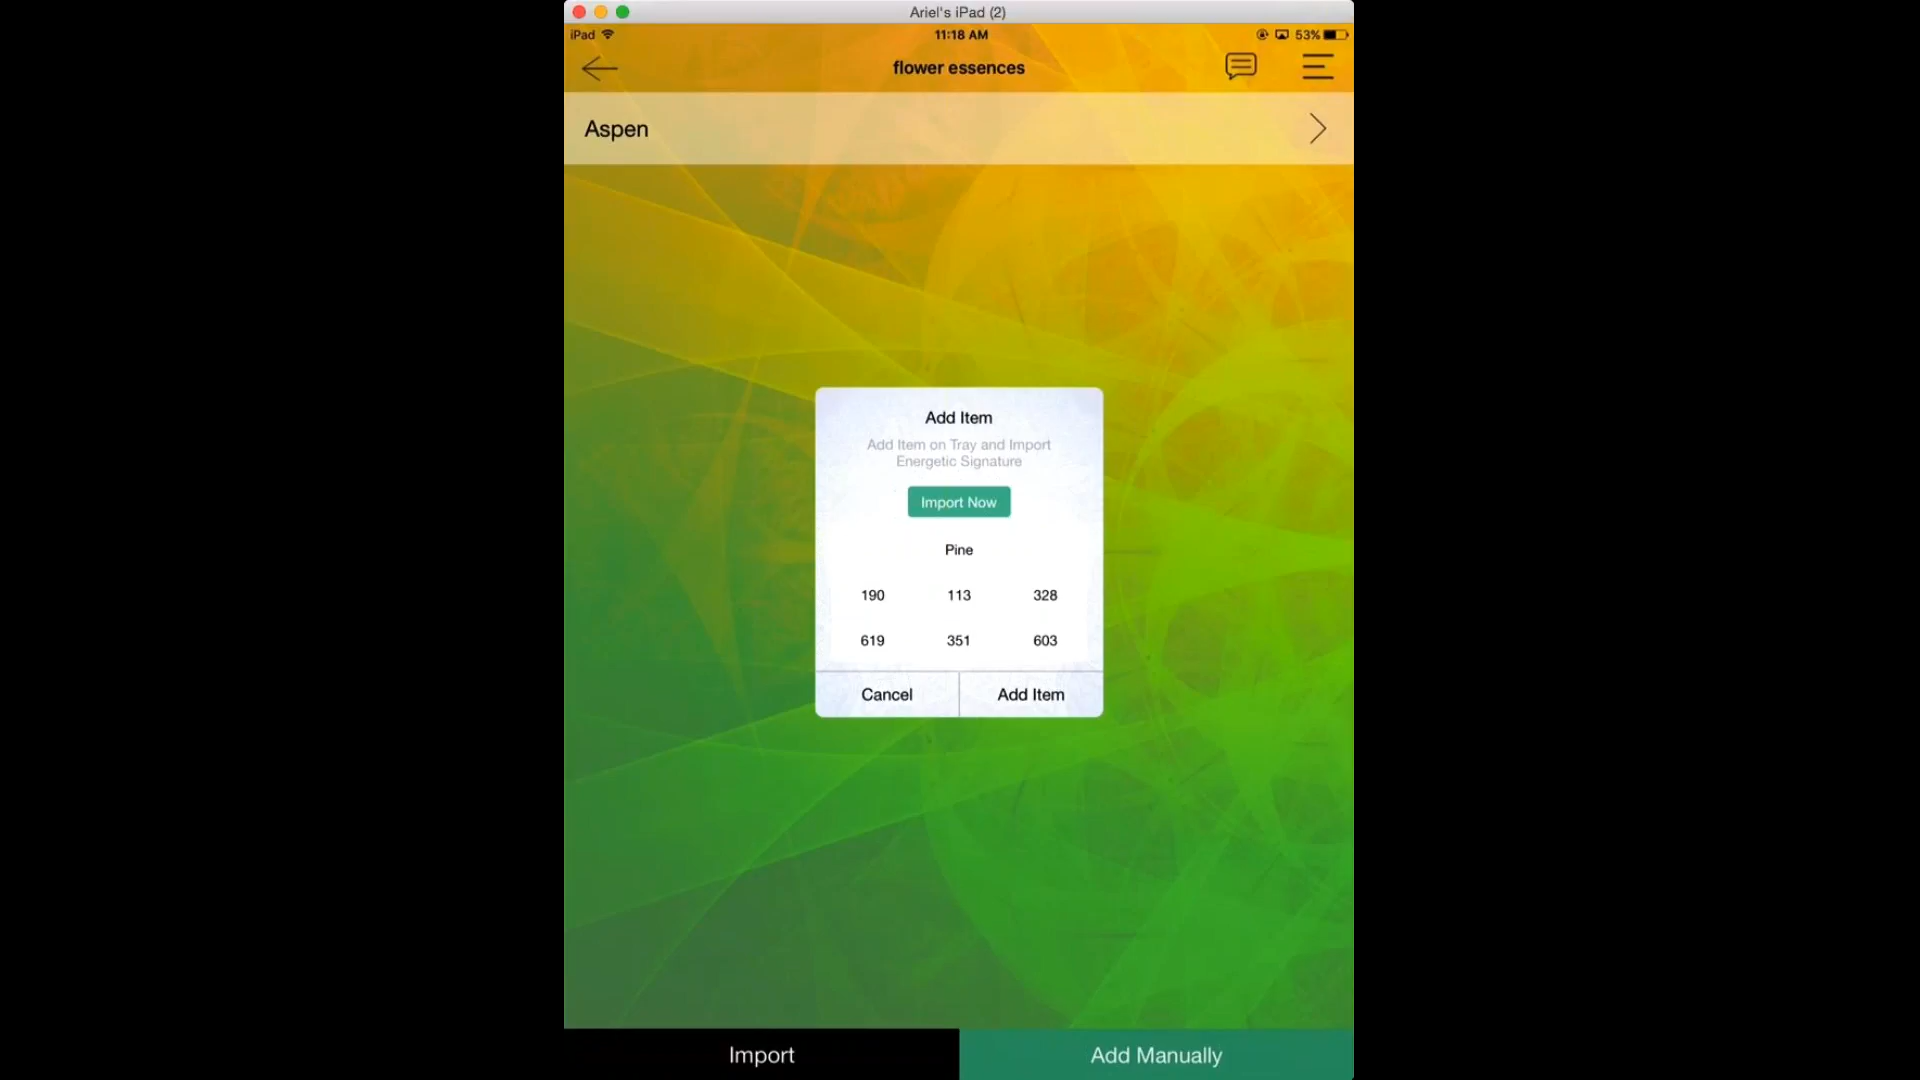 Ariel's iPad (2)
iPad 11:18 AM 53%
flower essences
Aspen
Add Item
Add Item on Tray and Import
Energetic Signature
Import Now
Pine
190 113 328
619 351 603
Cancel Add Item
Import Add Manually